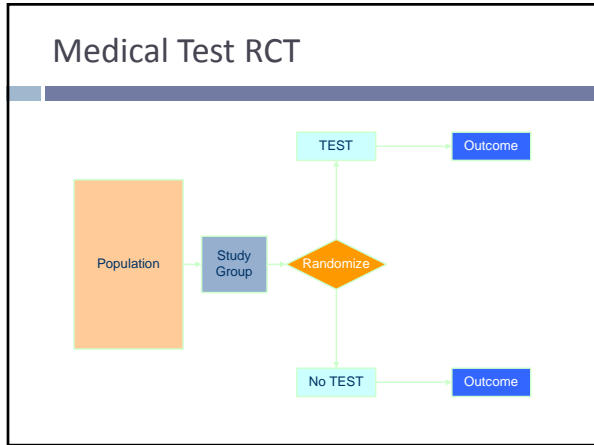 Medical Test RCT
TEST
Outcome
Population
Study
Group
Randomize
No TEST
Outcome